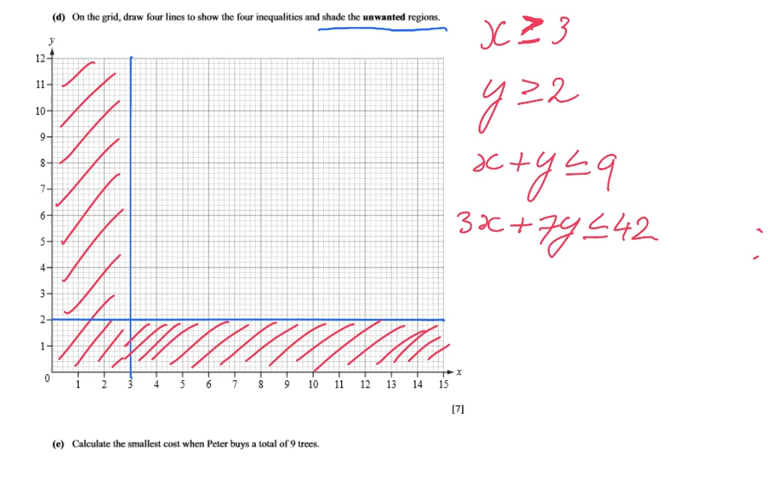 (d) On the grid, draw four lines to show the four inequalities and shade the unwanted regions.
x ≥ 3
y ≥ 2
x + y ≤ 9
3x + 7y ≤ 42
y
12
11
10
9
8
7
6
5
4
3
2
1
0 1 2 3 4 5 6 7 8 9 10 11 12 13 14 15 x
[7]
(e) Calculate the smallest cost when Peter buys a total of 9 trees.